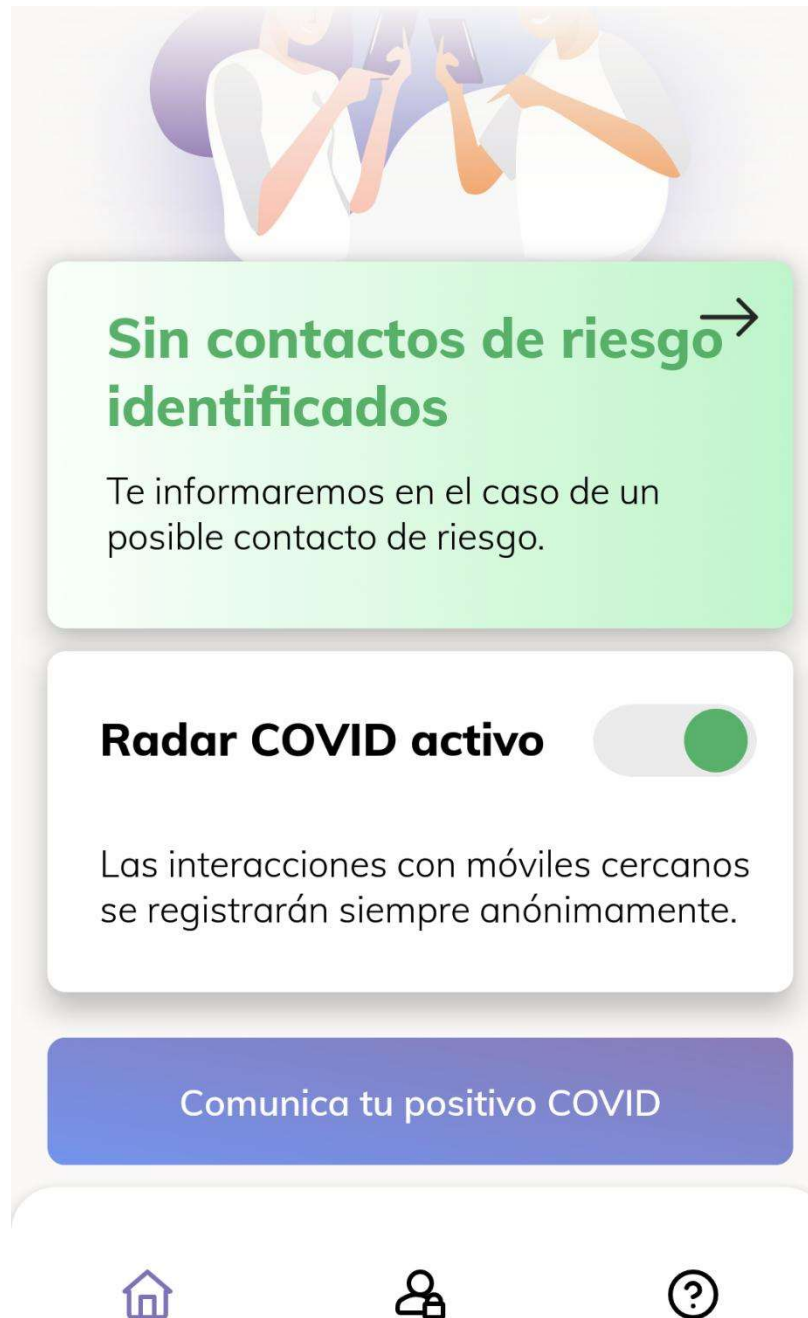 Sin contactos de riesgo
identificados
Te informaremos en el caso de un
posible contacto de riesgo.
Radar COVID activo
Las interacciones con móviles cercanos
se registrarán siempre anónimamente.
Comunica tu positivo COVID